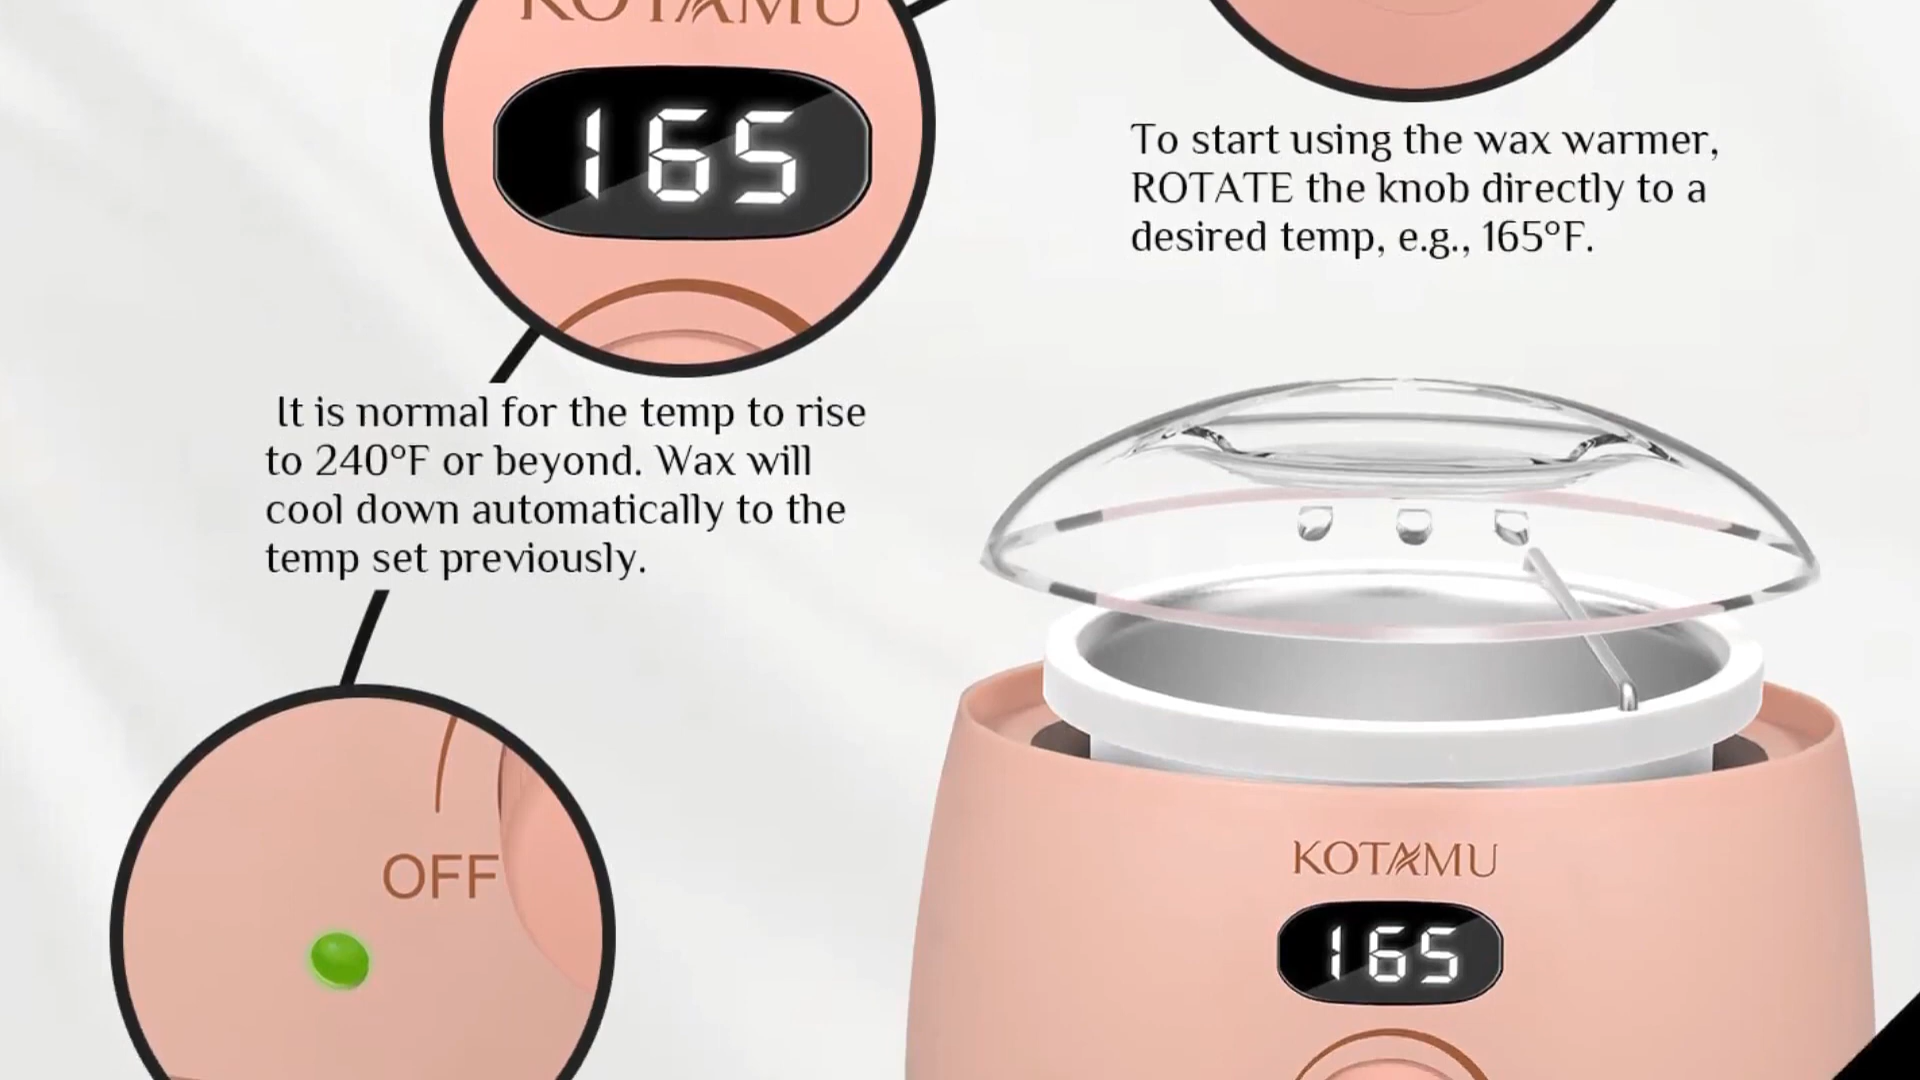 KOTAMU
165
To start using the wax warmer,
ROTATE the knob directly to a
desired temp, e.g., 165°F.
It is normal for the temp to rise
to 240°F or beyond. Wax will
cool down automatically to the
temp set previously.
OFF
KOTAMU
165